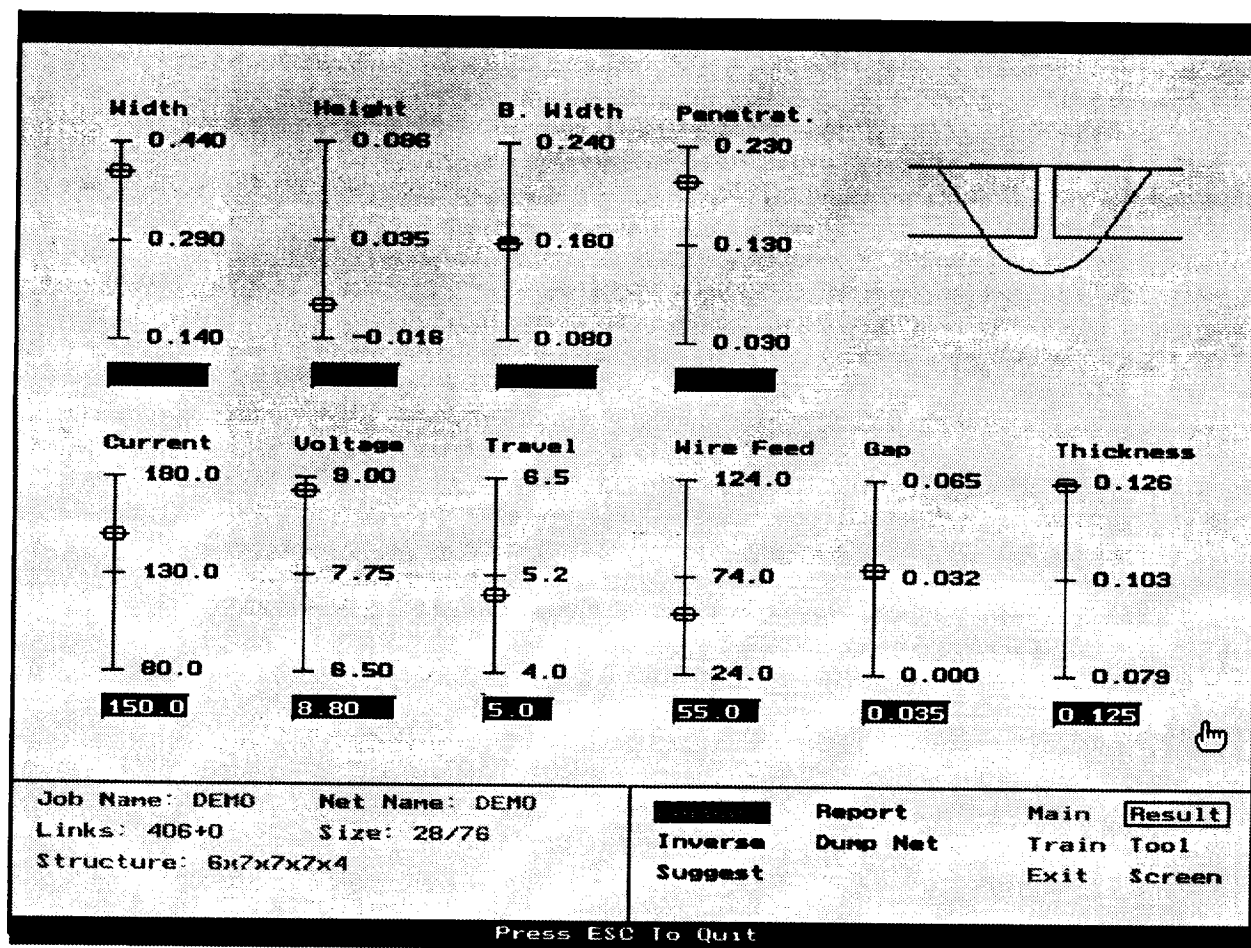 Width Height B. Width Penetrat.
0.440 0.086 0.240 0.230
0.290 0.035 0.160 0.130
0.140 -0.016 0.080 0.030
Current Voltage Travel Wire Feed Gap Thickness
180.0 9.00 6.5 124.0 0.065 0.126
130.0 7.75 5.2 74.0 0.032 0.103
80.0 6.50 4.0 24.0 0.000 0.079
150.0 8.80 5.0 55.0 0.035 0.125
Job Name: DEMO Net Name: DEMO
Links: 406+0 Size: 28/76
Structure: 6x7x7x7x4
Report Main Result
Inverse Dump Net Train Tool
Suggest Exit Screen
Press ESC To Quit